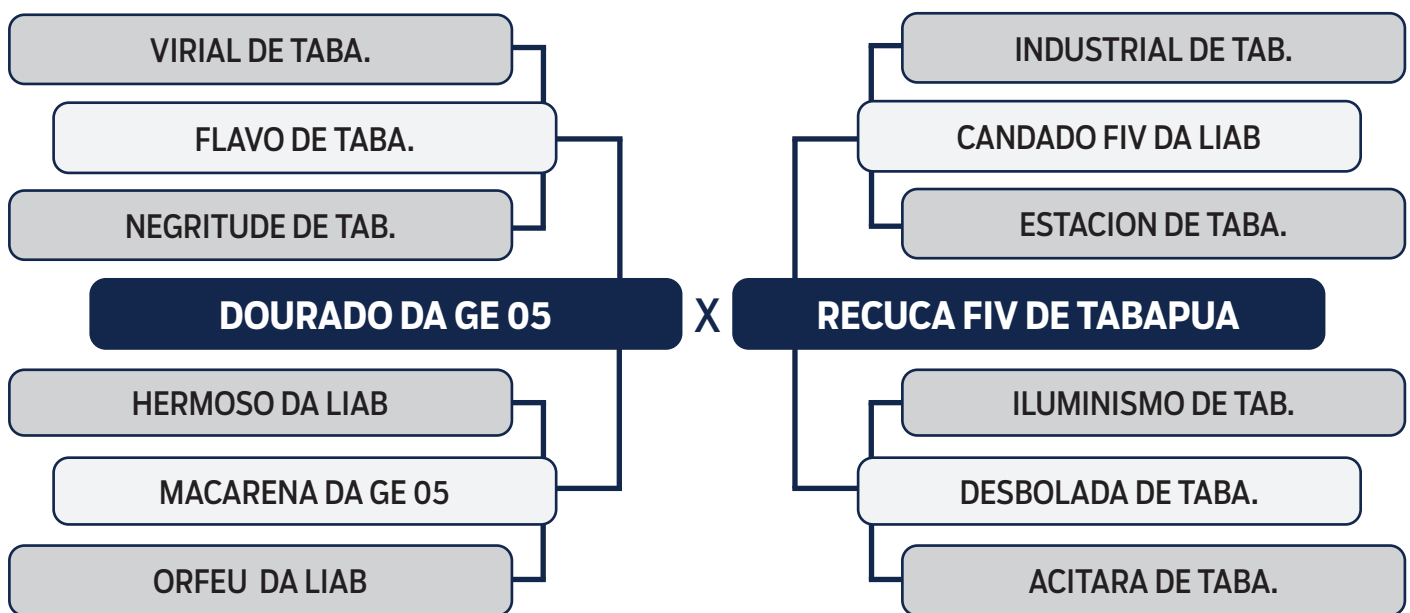 VIRIAL DE TABA.
FLAVO DE TABA.
NEGRITUDE DE TAB.
INDUSTRIAL DE TAB.
CANDADO FIV DA LIAB
ESTACION DE TABA.
DOURADO DA GE 05 X RECUCA FIV DE TABAPUA
HERMOSO DA LIAB
MACARENA DA GE 05
ORFEU DA LIAB
ILUMINISMO DE TAB.
DESBOLADA DE TABA.
ACITARA DE TABA.